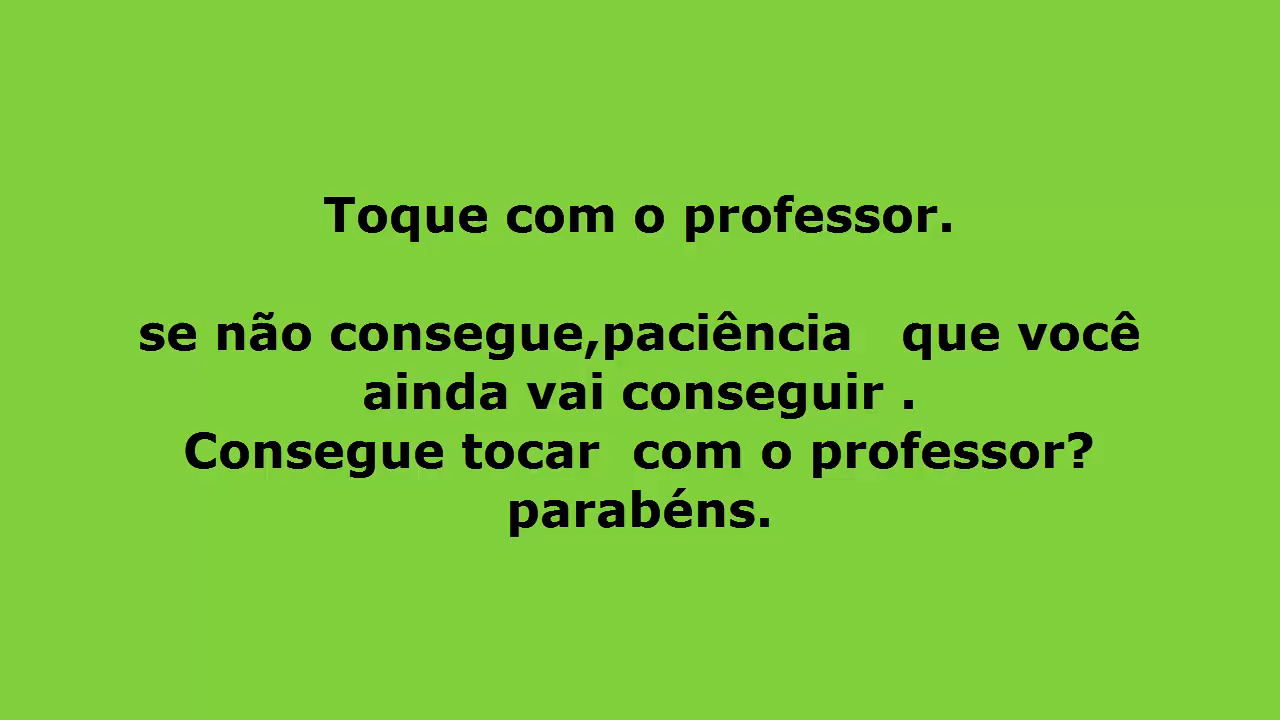 Toque com o professor.
se não consegue,paciência   que você
ainda vai conseguir .
Consegue tocar  com o professor?
parabéns.